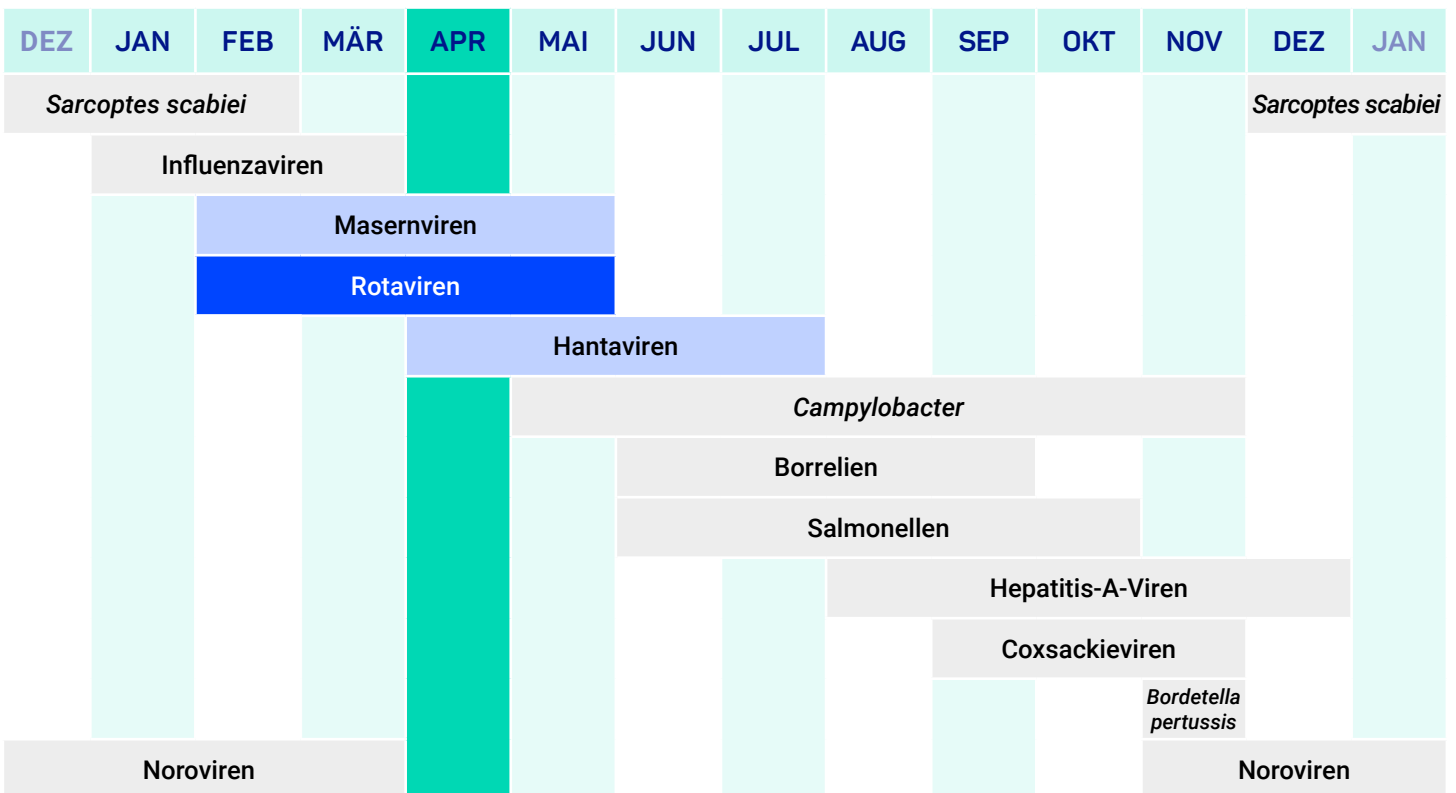 DEZ JAN FEB MÄR APR MAI JUN JUL AUG SEP OKT NOV DEZ JAN
Sarcoptes scabiei Sarcoptes scabiei
Influenzaviren
Masernviren
Rotaviren
Hantaviren
Campylobacter
Borrelien
Salmonellen
Hepatitis-A-Viren
Coxsackieviren
Bordetella
pertussis
Noroviren Noroviren